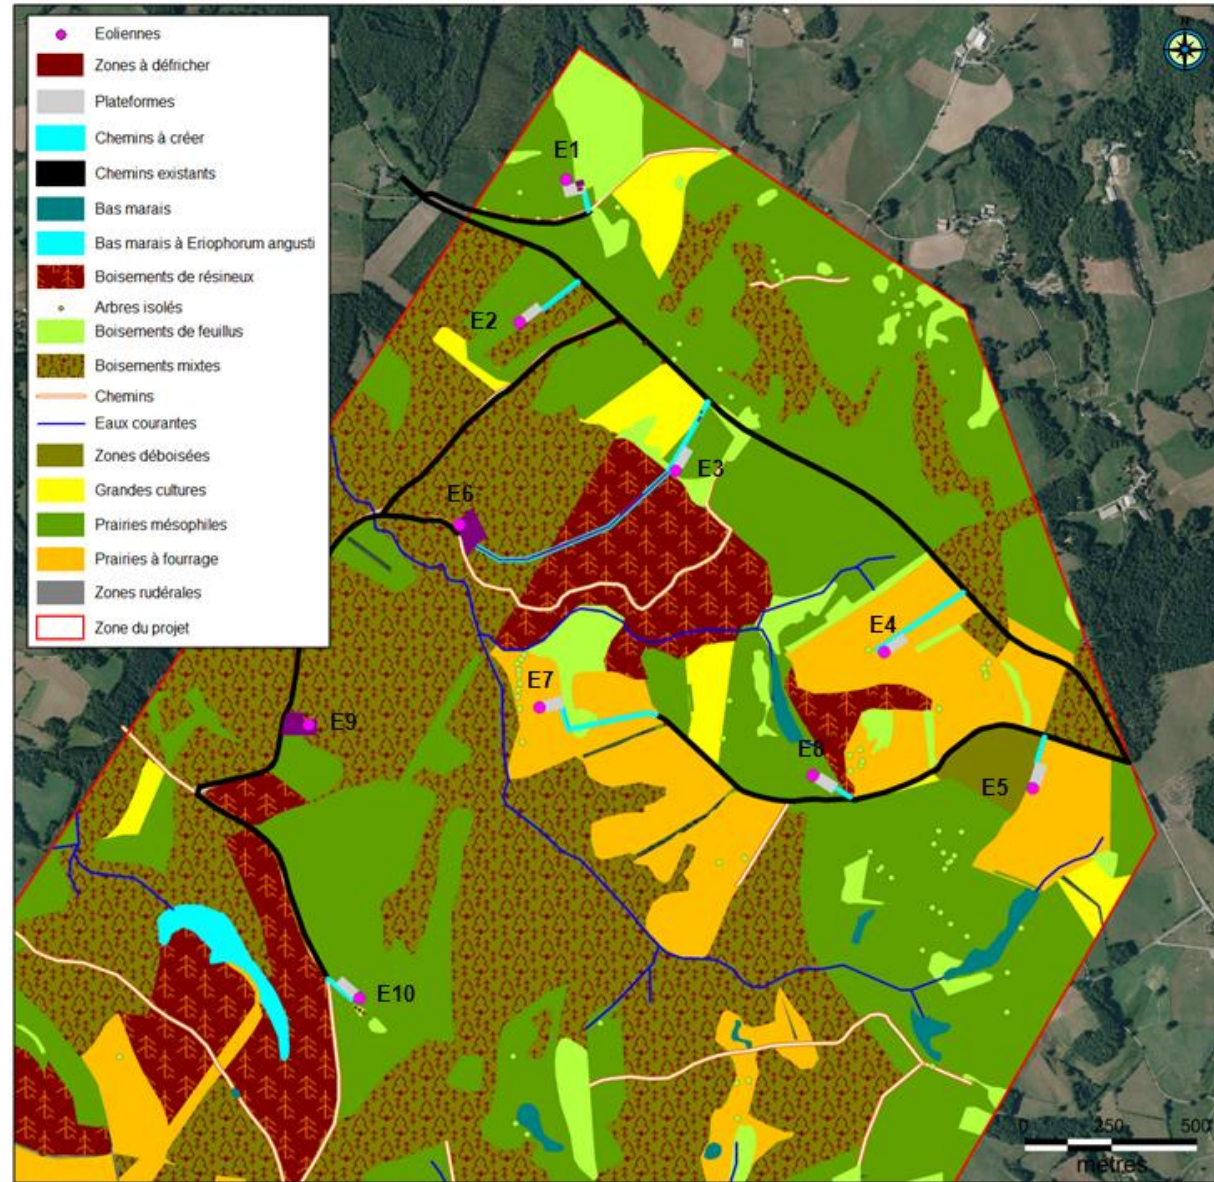 N
Eoliennes
Zones à défricher
Plateformes
Chemins à créer
Chemins existants
Bas marais
Bas marais à Eriophorum angusti
Boisements de résineux
Arbres isolés
Boisements de feuillus
Boisements mixtes
Chemins
Eaux courantes
Zones déboisées
Grandes cultures
Prairies mésophiles
Prairies à fourrage
Zones rudérales
Zone du projet
E1
E2
E3
E6
E4
E7
E9
E8
E5
E10
0 250 500
mètres